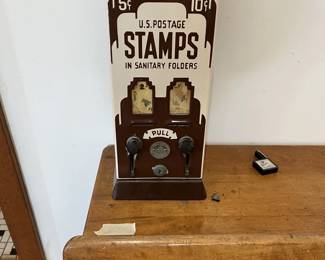 5¢ 10¢
U.S. POSTAGE
STAMPS
IN SANITARY FOLDERS
PULL